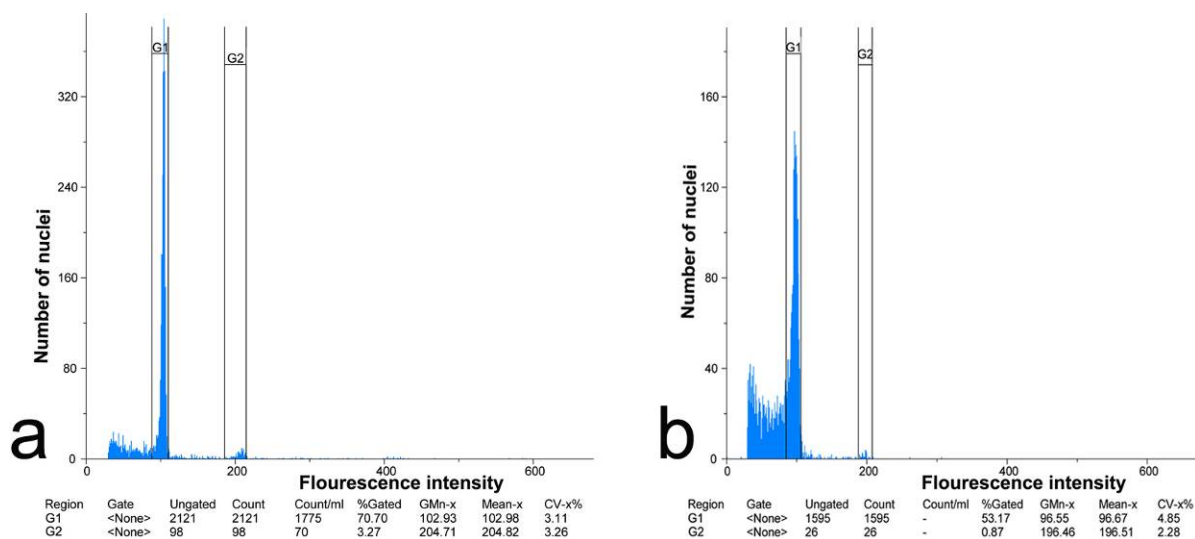 G1
G2
320
240
160
80
0
Number of nuclei
0
200
400
600
Flourescence intensity
a
Region Gate Ungated Count Count/ml %Gated GMn-x Mean-x CV-x%
G1 <None> 2121 2121 1775 70.70 102.93 102.98 3.11
G2 <None> 98 98 70 3.27 204.71 204.82 3.26
G1
G2
160
120
80
40
0
Number of nuclei
0
200
400
600
Flourescence intensity
b
Region Gate Ungated Count Count/ml %Gated GMn-x Mean-x CV-x%
G1 <None> 1595 1595 - 53.17 96.55 96.67 4.85
G2 <None> 26 26 - 0.87 196.46 196.51 2.28